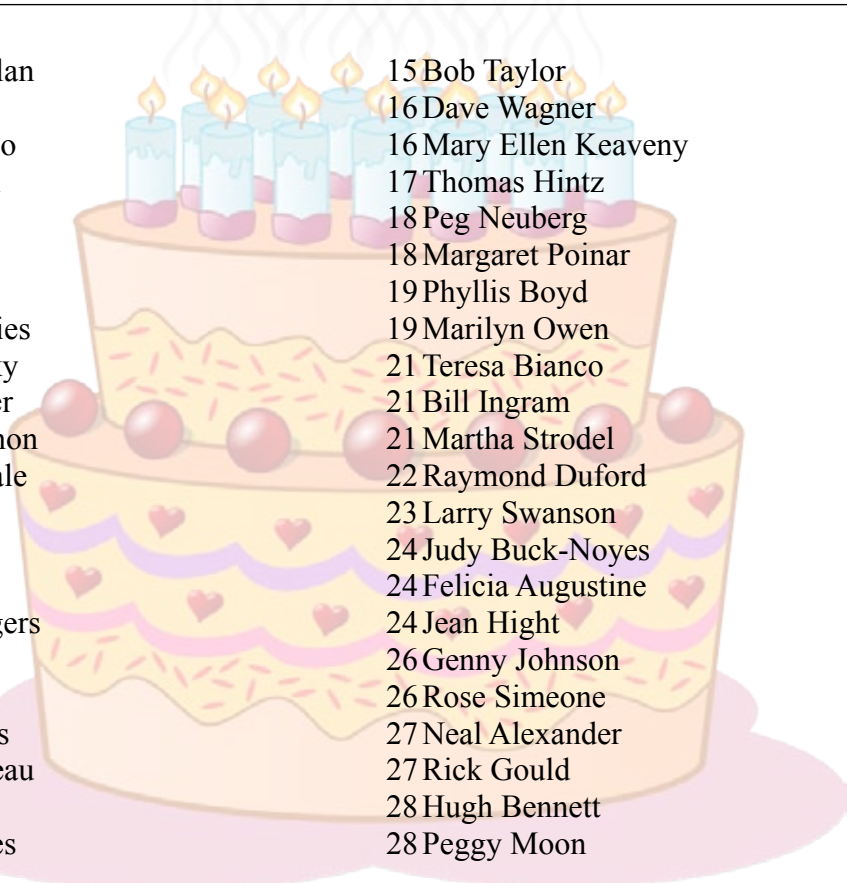 15 Bob Taylor
16 Dave Wagner
16 Mary Ellen Keaveny
17 Thomas Hintz
18 Peg Neuberg
18 Margaret Poinar
19 Phyllis Boyd
19 Marilyn Owen
21 Teresa Bianco
21 Bill Ingram
21 Martha Strodel
22 Raymond Duford
23 Larry Swanson
24 Judy Buck-Noyes
24 Felicia Augustine
24 Jean Hight
26 Genny Johnson
26 Rose Simeone
27 Neal Alexander
27 Rick Gould
28 Hugh Bennett
28 Peggy Moon